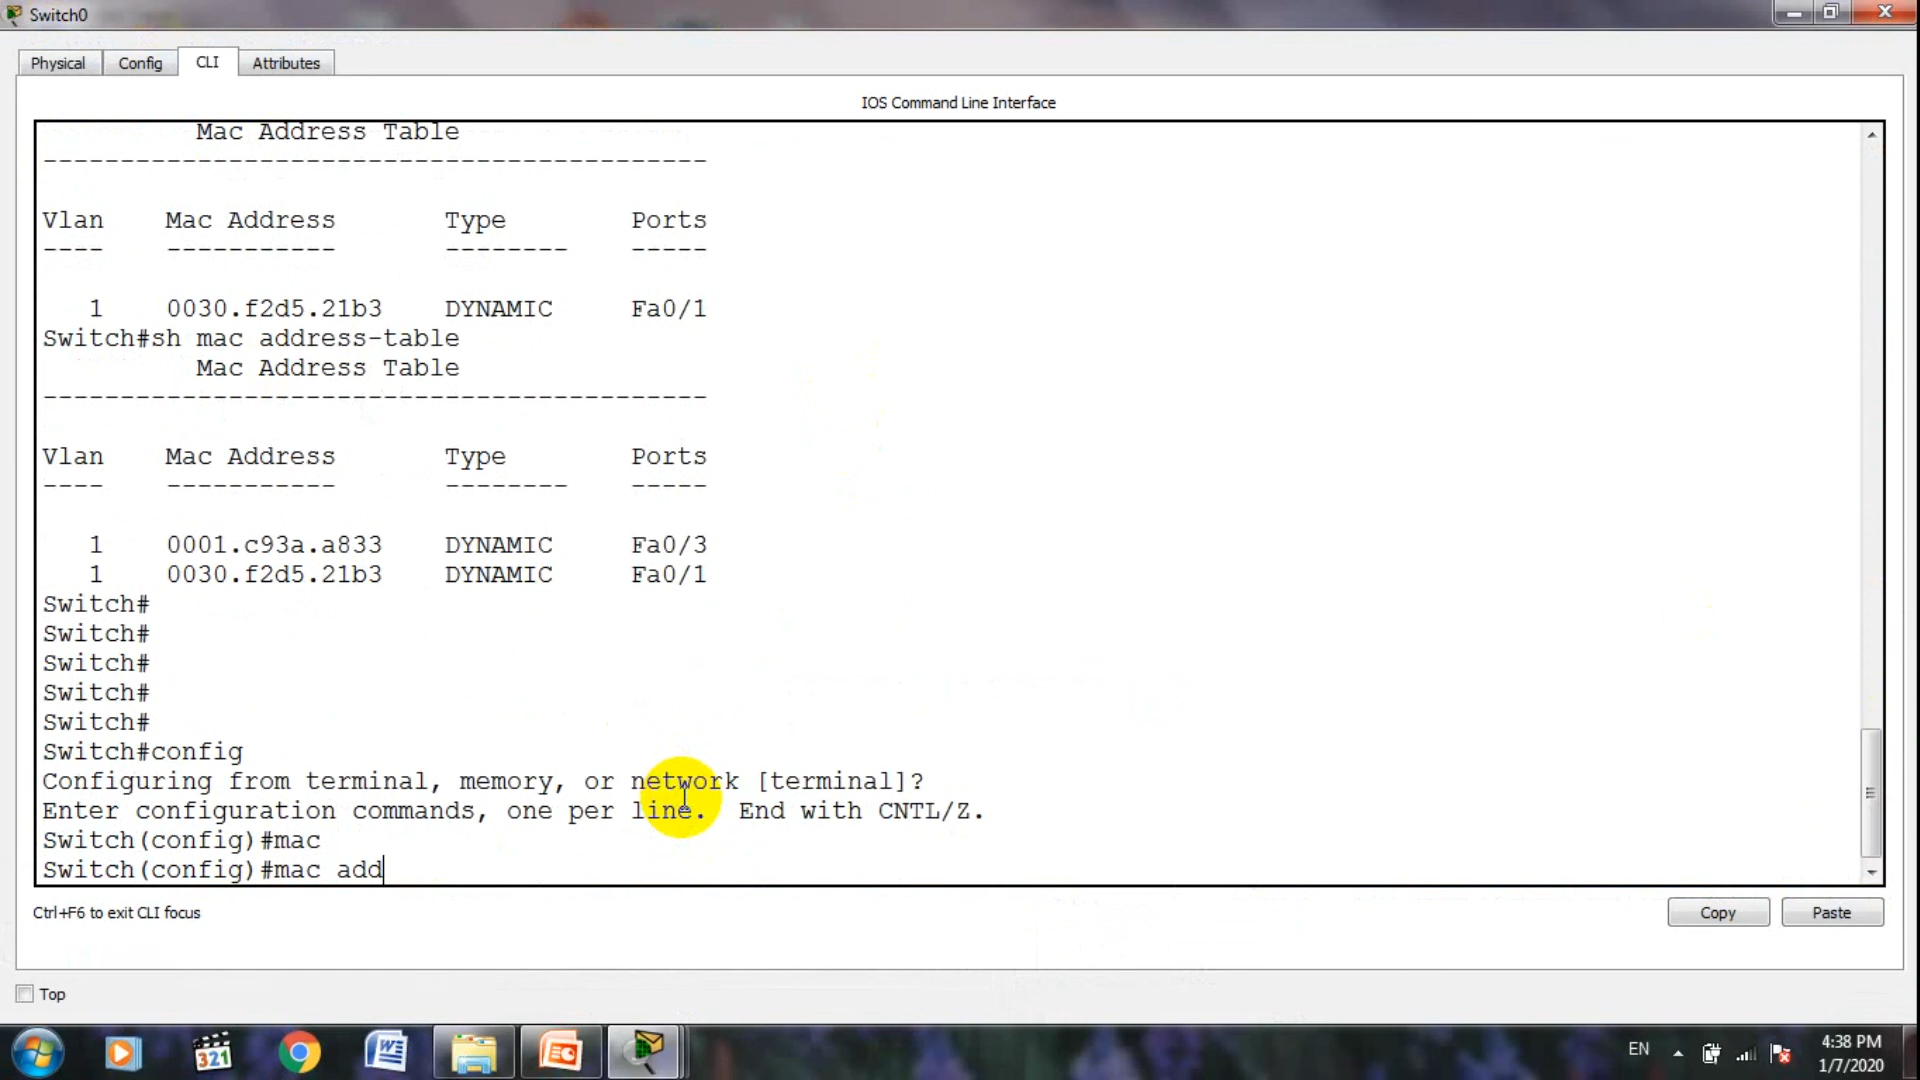 Switch0
Physical Config CLI Attributes
IOS Command Line Interface
Mac Address Table
-------------------------------------------
Vlan Mac Address Type Ports
---- ----------- -------- -----
1 0030.f2d5.21b3 DYNAMIC Fa0/1
Switch#sh mac address-table
Mac Address Table
-------------------------------------------
Vlan Mac Address Type Ports
---- ----------- -------- -----
1 0001.c93a.a833 DYNAMIC Fa0/3
1 0030.f2d5.21b3 DYNAMIC Fa0/1
Switch#
Switch#
Switch#
Switch#
Switch#
Switch#config
Configuring from terminal, memory, or network [terminal]?
Enter configuration commands, one per line. End with CNTL/Z.
Switch(config)#mac
Switch(config)#mac add
Ctrl+F6 to exit CLI focus
Copy Paste
Top
321
EN
4:38 PM
1/7/2020